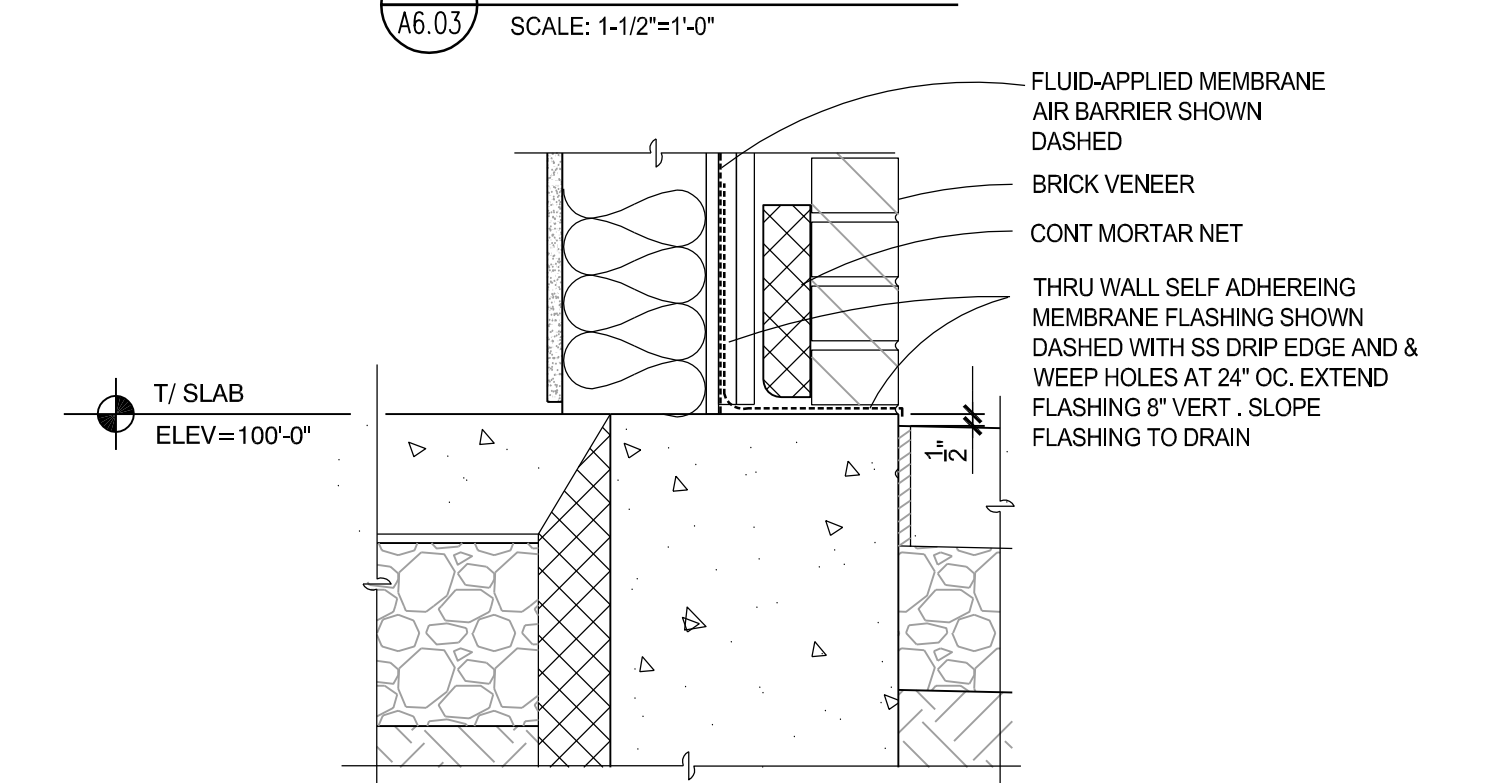 A6.03
SCALE: 1-1/2"=1'-0"
FLUID-APPLIED MEMBRANE
AIR BARRIER SHOWN
DASHED
BRICK VENEER
CONT MORTAR NET
THRU WALL SELF ADHEREING
MEMBRANE FLASHING SHOWN
DASHED WITH SS DRIP EDGE AND &
WEEP HOLES AT 24" OC. EXTEND
FLASHING 8" VERT . SLOPE
FLASHING TO DRAIN
T/ SLAB
ELEV=100'-0"
1/2"